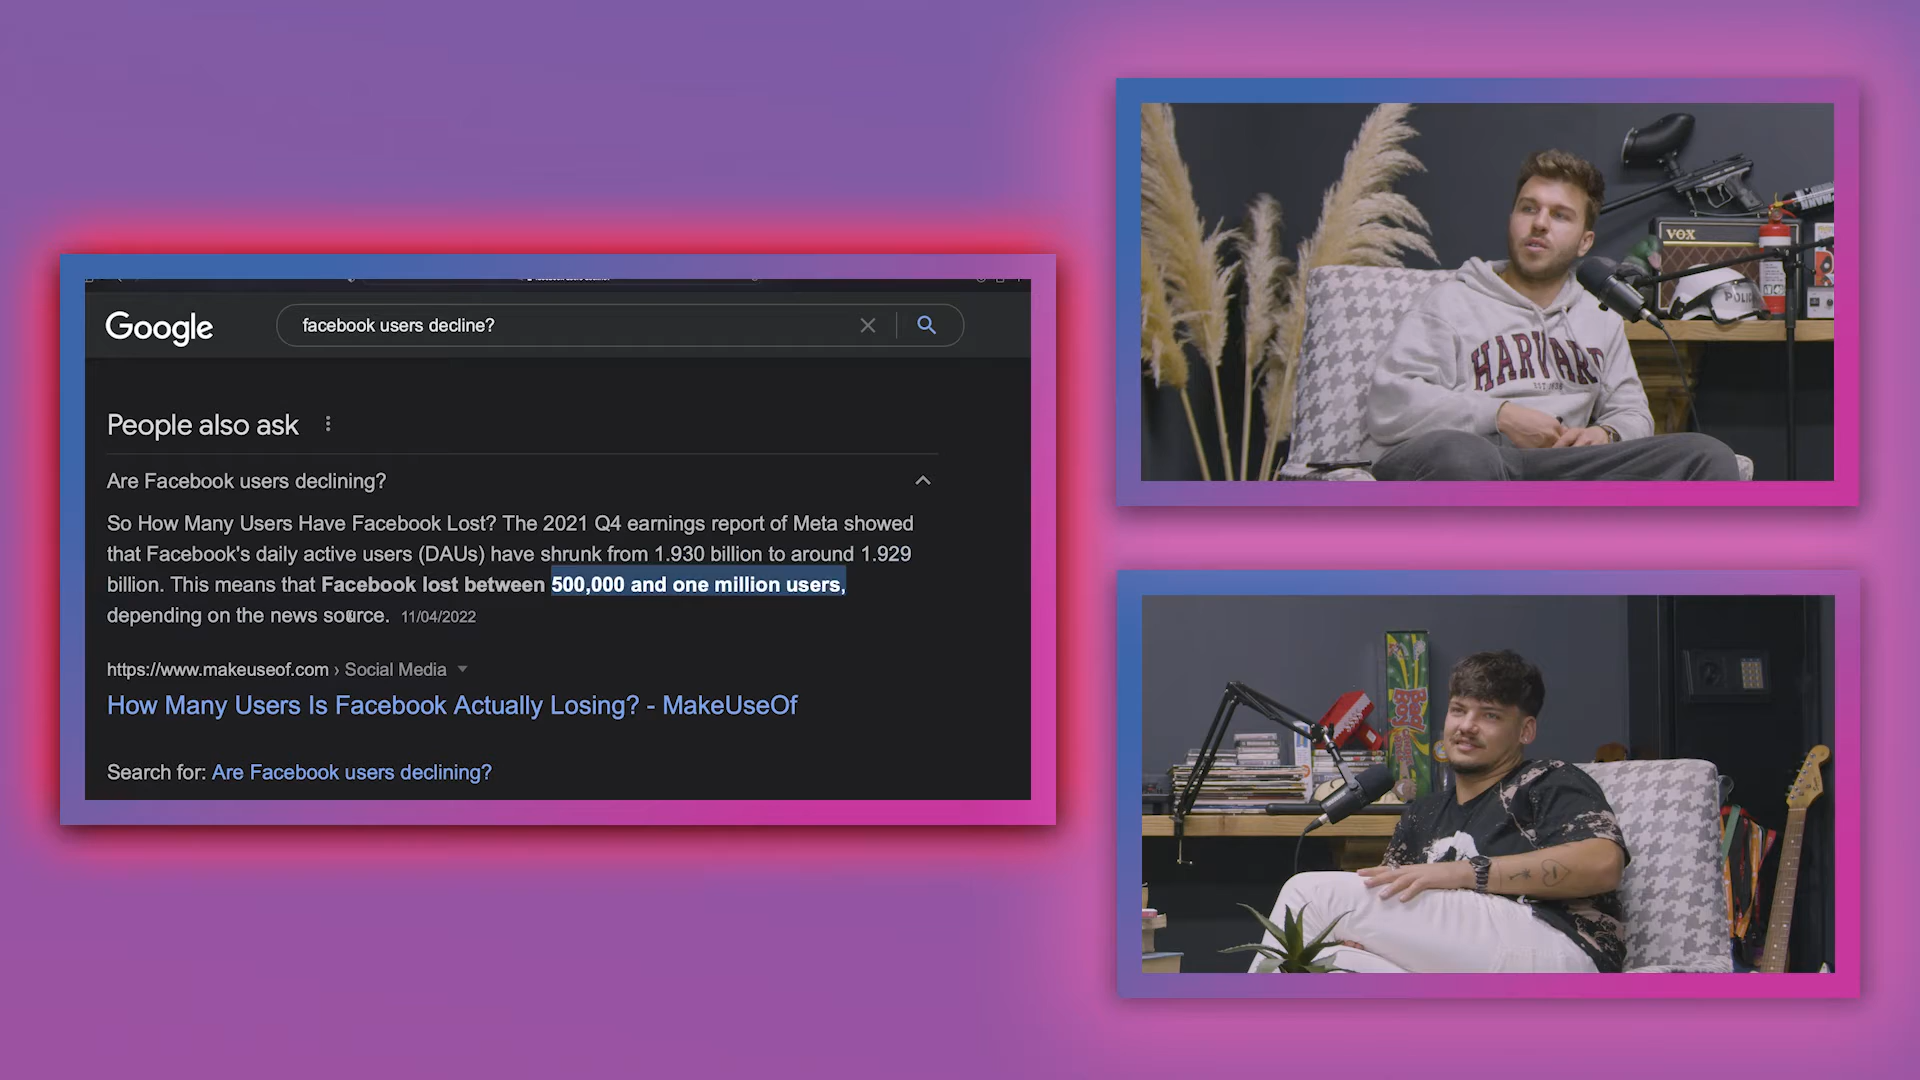 Google
facebook users decline?
People also ask
Are Facebook users declining?
So How Many Users Have Facebook Lost? The 2021 Q4 earnings report of Meta showed
that Facebook's daily active users (DAUs) have shrunk from 1.930 billion to around 1.929
billion. This means that Facebook lost between 500,000 and one million users,
depending on the news source. 11/04/2022
https://www.makeuseof.com › Social Media
How Many Users Is Facebook Actually Losing? - MakeUseOf
Search for: Are Facebook users declining?
VOX
POLICE
HARVARD